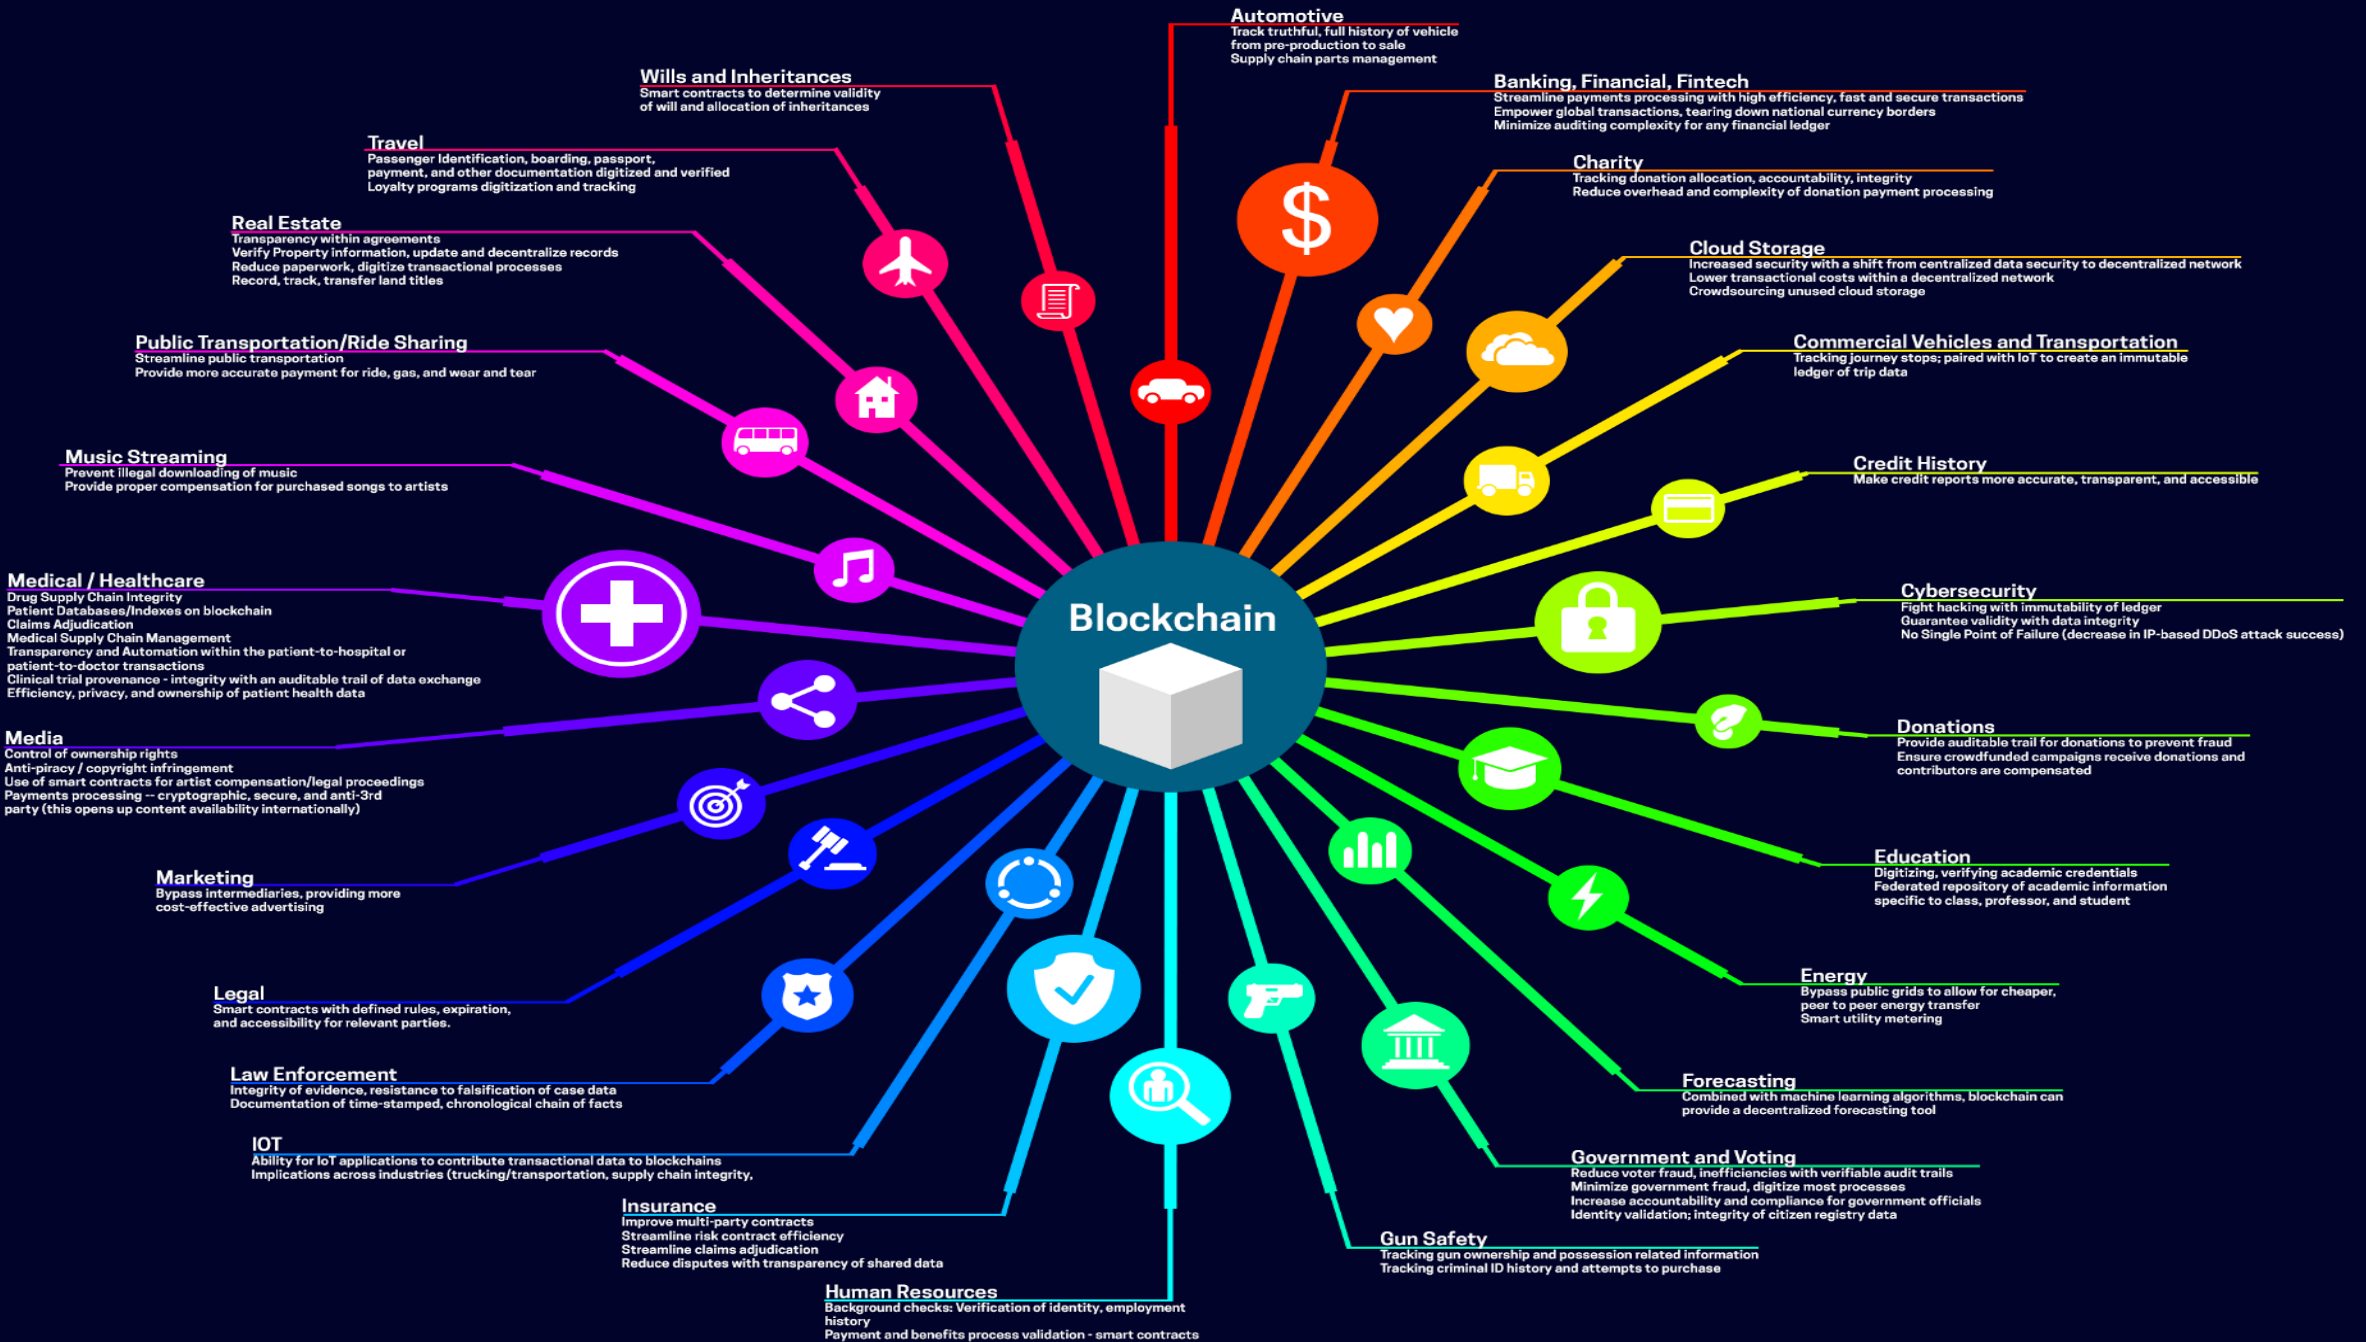 Automotive
Track truthful, full history of vehicle
from pre-production to sale
Supply chain parts management
Banking, Financial, Fintech
Streamline payments processing with high efficiency, fast and secure transactions
Empower global transactions, tearing down national currency borders
Minimize auditing complexity for any financial ledger
Charity
Tracking donation allocation, accountability, integrity
Reduce overhead and complexity of donation payment processing
Cloud Storage
Increased security with a shift from centralized data security to decentralized network
Lower transactional costs within a decentralized network
Crowdsourcing unused cloud storage
Commercial Vehicles and Transportation
Tracking journey stops; paired with IoT to create an immutable
ledger of trip data
Credit History
Make credit reports more accurate, transparent, and accessible
Cybersecurity
Fight hacking with immutability of ledger
Guarantee validity with data integrity
No Single Point of Failure (decrease in IP-based DDoS attack success)
Donations
Provide auditable trail for donations to prevent fraud
Ensure crowdfunded campaigns receive donations and
contributors are compensated
Education
Digitizing, verifying academic credentials
Federated repository of academic information
specific to class, professor, and student
Energy
Bypass public grids to allow for cheaper,
peer to peer energy transfer
Smart utility metering
Forecasting
Combined with machine learning algorithms, blockchain can
provide a decentralized forecasting tool
Government and Voting
Reduce voter fraud, inefficiencies with verifiable audit trails
Minimize government fraud, digitize most processes
Increase accountability and compliance for government officials
Identity validation; integrity of citizen registry data
Gun Safety
Tracking gun ownership and possession related information
Tracking criminal ID history and attempts to purchase
Human Resources
Background checks: Verification of identity, employment
history
Payment and benefits process validation - smart contracts
Insurance
Improve multi-party contracts
Streamline risk contract efficiency
Streamline claims adjudication
Reduce disputes with transparency of shared data
IOT
Ability for IoT applications to contribute transactional data to blockchains
Implications across industries (trucking/transportation, supply chain integrity,
Law Enforcement
Integrity of evidence, resistance to falsification of case data
Documentation of time-stamped, chronological chain of facts
Legal
Smart contracts with defined rules, expiration,
and accessibility for relevant parties.
Marketing
Bypass intermediaries, providing more
cost-effective advertising
Media
Control of ownership rights
Anti-piracy / copyright infringement
Use of smart contracts for artist compensation/legal proceedings
Payments processing -- cryptographic, secure, and anti-3rd
party (this opens up content availability internationally)
Medical / Healthcare
Drug Supply Chain Integrity
Patient Databases/Indexes on blockchain
Claims Adjudication
Medical Supply Chain Management
Transparency and Automation within the patient-to-hospital or
patient-to-doctor transactions
Clinical trial provenance - integrity with an auditable trail of data exchange
Efficiency, privacy, and ownership of patient health data
Music Streaming
Prevent illegal downloading of music
Provide proper compensation for purchased songs to artists
Public Transportation/Ride Sharing
Streamline public transportation
Provide more accurate payment for ride, gas, and wear and tear
Real Estate
Transparency within agreements
Verify Property information, update and decentralize records
Reduce paperwork, digitize transactional processes
Record, track, transfer land titles
Travel
Passenger Identification, boarding, passport,
payment, and other documentation digitized and verified
Loyalty programs digitization and tracking
Wills and Inheritances
Smart contracts to determine validity
of will and allocation of inheritances
$
Blockchain